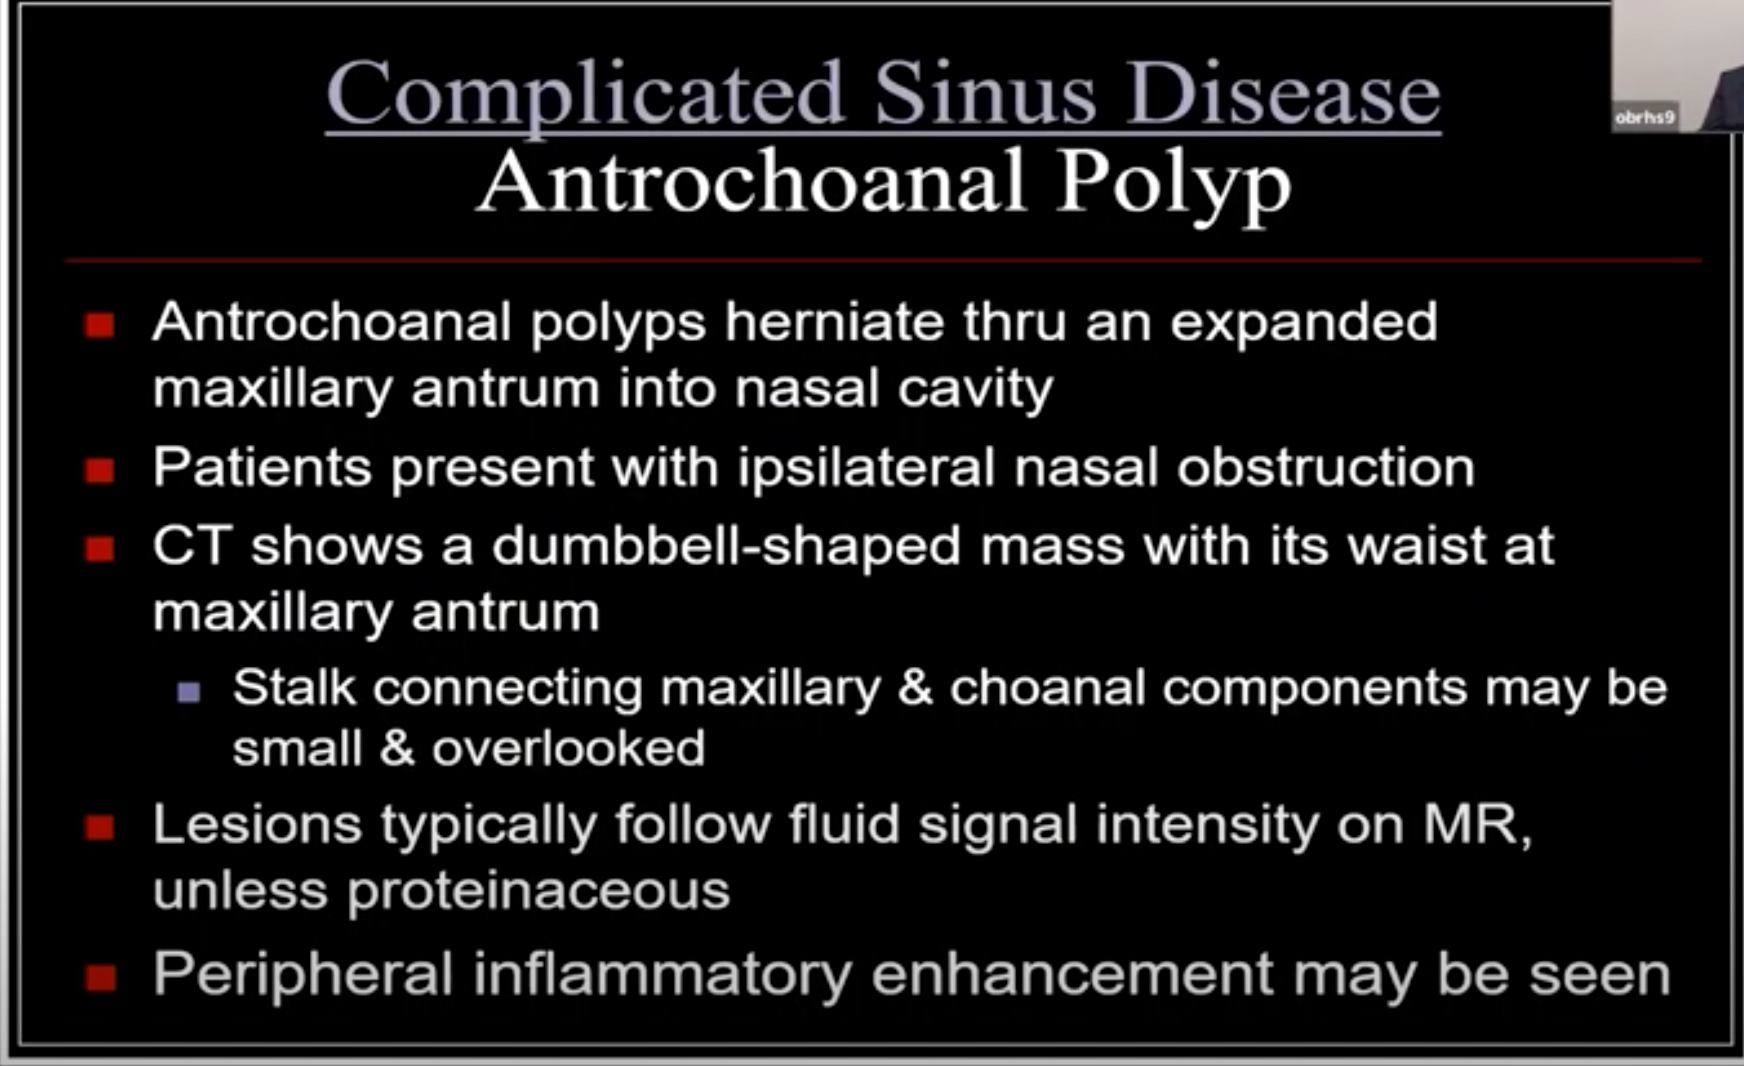 Complicated Sinus Disease
obrhs9
Antrochoanal Polyp
Antrochoanal polyps herniate thru an expanded
maxillary antrum into nasal cavity
Patients present with ipsilateral nasal obstruction
CT shows a dumbbell-shaped mass with its waist at
maxillary antrum
Stalk connecting maxillary & choanal components may be
small & overlooked
Lesions typically follow fluid signal intensity on MR,
unless proteinaceous
Peripheral inflammatory enhancement may be seen